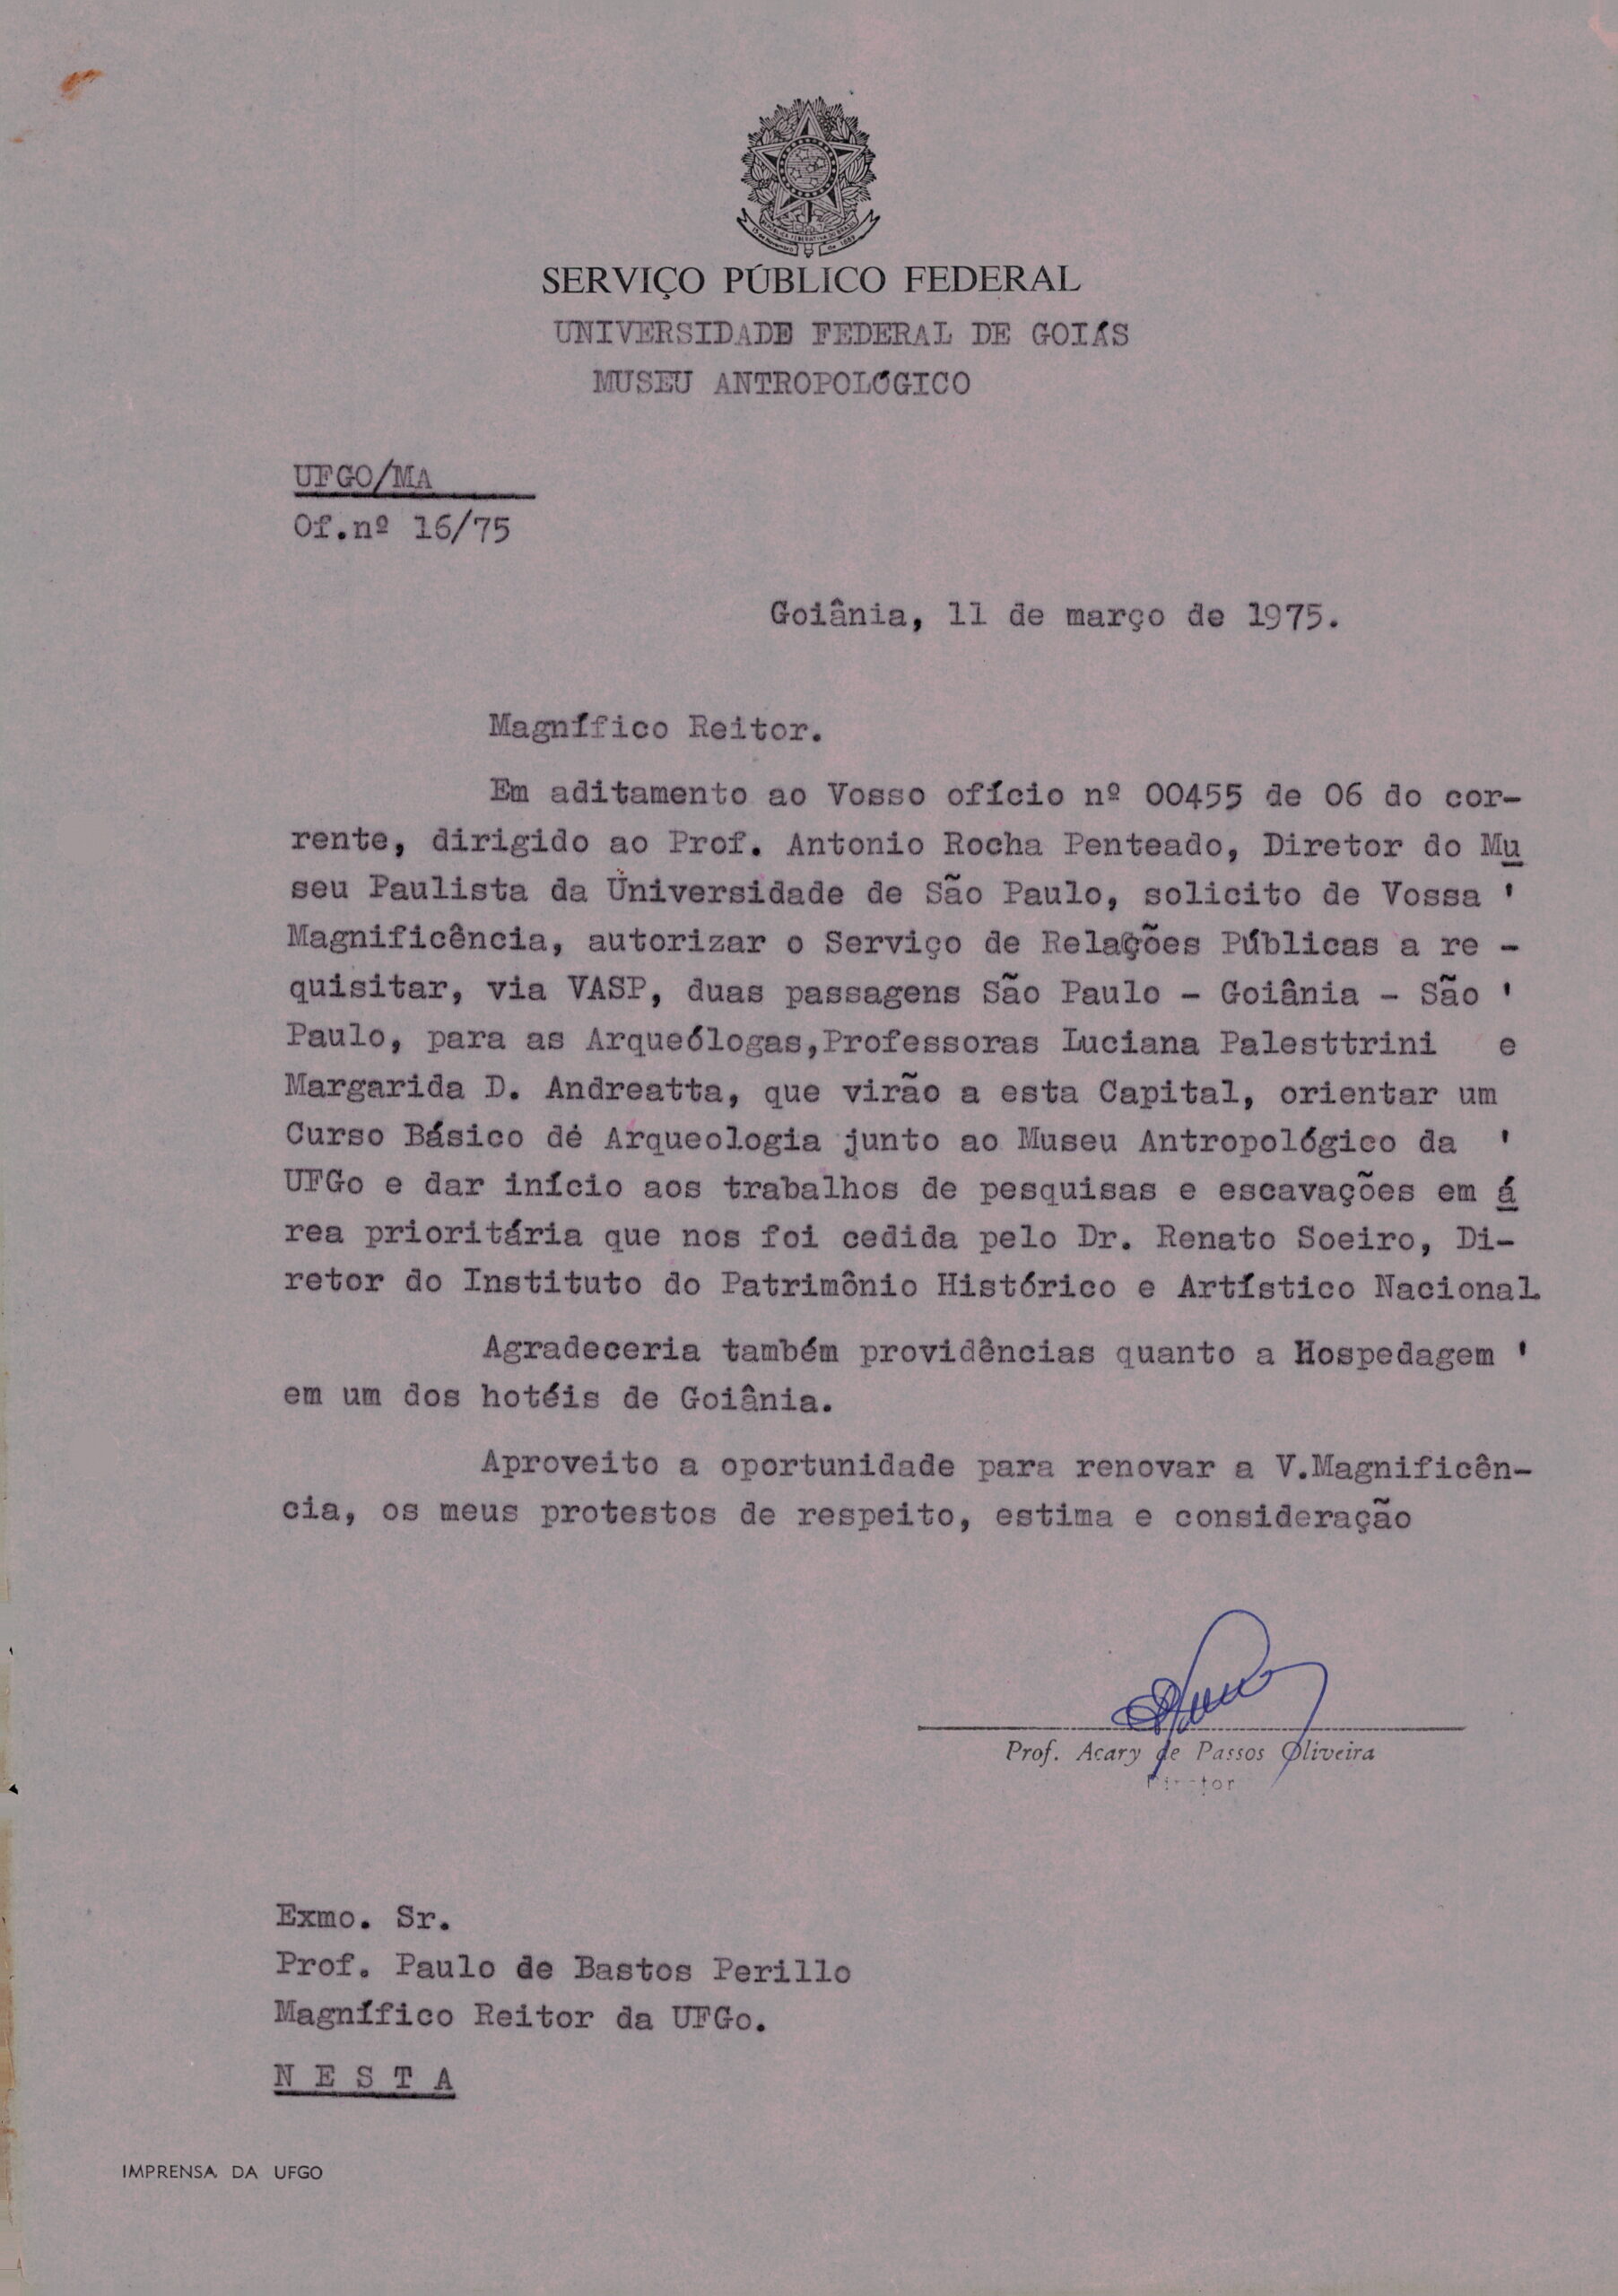 SERVIÇO PÚBLICO FEDERAL
UNIVERSIDADE FEDERAL DE GOIÁS
MUSEU ANTROPOLÓGICO
UFGO/MA
Of.nº 16/75
Goiânia, 11 de março de 1975.
Magnífico Reitor.
Em aditamento ao Vosso ofício nº 00455 de 06 do cor-
rente, dirigido ao Prof. Antonio Rocha Penteado, Diretor do Mu
seu Paulista da Universidade de São Paulo, solicito de Vossa '
Magnificência, autorizar o Serviço de Relações Públicas a re -
quisitar, via VASP, duas passagens São Paulo - Goiânia - São '
Paulo, para as Arqueólogas,Professoras Luciana Palesttrini e
Margarida D. Andreatta, que virão a esta Capital, orientar um
Curso Básico de Arqueologia junto ao Museu Antropológico da '
UFGo e dar início aos trabalhos de pesquisas e escavações em á
rea prioritária que nos foi cedida pelo Dr. Renato Soeiro, Di-
retor do Instituto do Patrimônio Histórico e Artístico Nacional.
Agradeceria também providências quanto a Hospedagem '
em um dos hotéis de Goiânia.
Aproveito a oportunidade para renovar a V.Magnificên-
cia, os meus protestos de respeito, estima e consideração
Prof. Acary de Passos Oliveira
Diretor
Exmo. Sr.
Prof. Paulo de Bastos Perillo
Magnífico Reitor da UFGo.
N E S T A
IMPRENSA DA UFGO